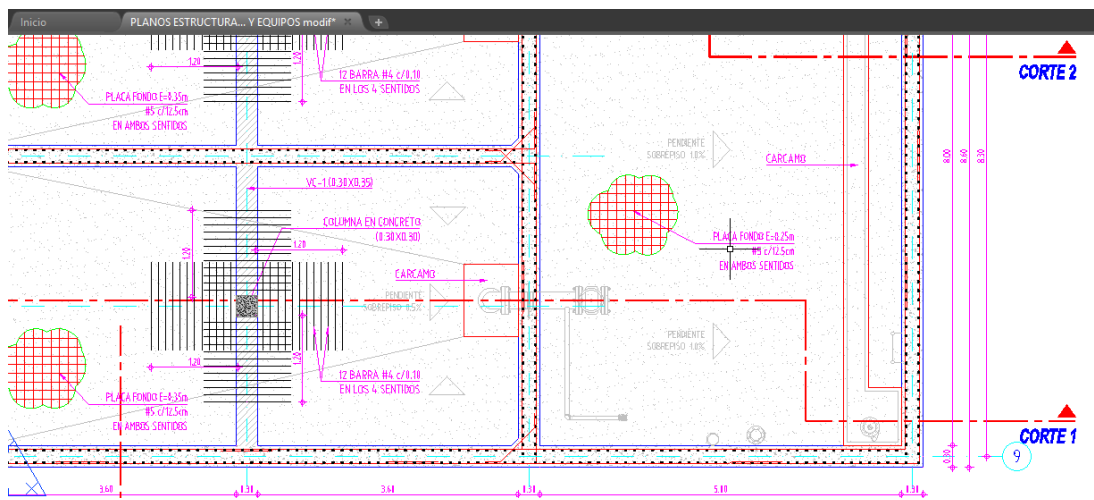 Inicio
PLANOS ESTRUCTURA... Y EQUIPOS modif*
1.20
12 BARRA #4 c/0.10
EN LOS 4 SENTIDOS
PLACA FONDO E=0.35m
#5 c/12.5cm
EN AMBOS SENTIDOS
CORTE 2
PENDIENTE
SOBREPISO 1.0%
CARCAMO
8.00
8.60
8.30
VC-1 (0.30X0.35)
COLUMNA EN CONCRETO
(0.30X0.30)
1.20
1.20
PLACA FONDO E=0.25m
#5 c/12.5cm
EN AMBOS SENTIDOS
CARCAMO
PENDIENTE
SOBREPISO 0.5%
PENDIENTE
SOBREPISO 1.0%
1.20
1.20
12 BARRA #4 c/0.10
EN LOS 4 SENTIDOS
PLACA FONDO E=0.35m
#5 c/12.5cm
EN AMBOS SENTIDOS
CORTE 1
9
0.30
3.60
.30
3.60
.30
5.00
.30